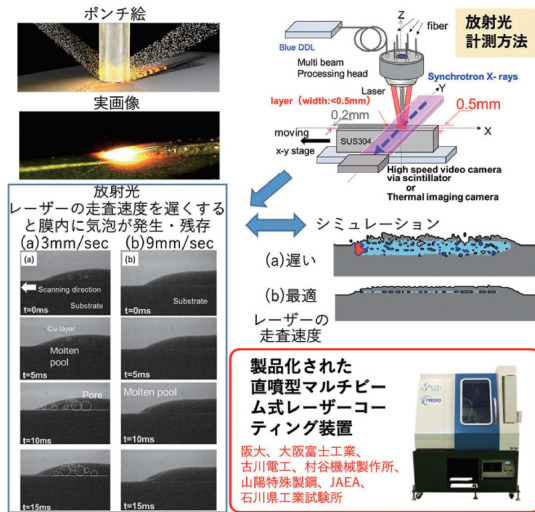 ポンチ絵
実画像
放射光
計測方法
fiber
Z
Blue DDL
Multi beam
Processing head
Synchrotron X- rays
Laser
Y
layer (width:<0.5mm)
0.2mm
0.5mm
X
SUS304
moving
x-y stage
High speed video camera
via scintillator
or
Thermal imaging camera
放射光
レーザーの走査速度を遅くする
と膜内に気泡が発生・残存
(a)3mm/sec
(b)9mm/sec
(a)
Scanning direction
Substrate
t=0ms
(b)
Substrate
t=0ms
Cu layer
Molten
pool
t=5ms
t=5ms
Pore
t=10ms
Molten pool
t=10ms
t=15ms
t=15ms
シミュレーション
(a)遅い
(b)最適
レーザーの
走査速度
製品化された
直噴型マルチビー
ム式レーザーコー
ティング装置
阪大、大阪富士工業、
古川電工、村谷機械製作所、
山陽特殊製鋼、JAEA、
石川県工業試験所
SIP